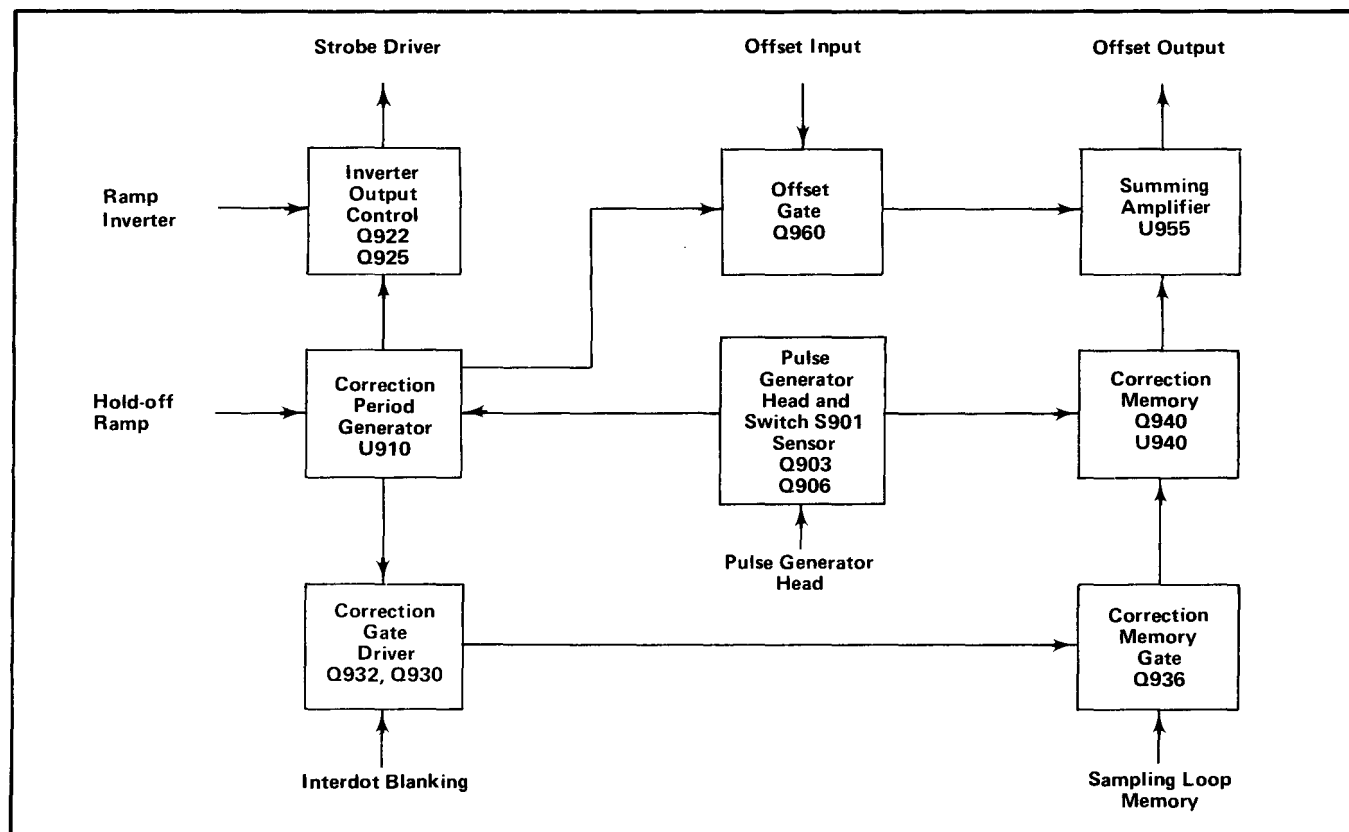 Strobe Driver
Offset Input
Offset Output
Ramp
Inverter
Inverter
Output
Control
Q922
Q925
Offset
Gate
Q960
Summing
Amplifier
U955
Hold-off
Ramp
Correction
Period
Generator
U910
Pulse
Generator
Head and
Switch S901
Sensor
Q903
Q906
Correction
Memory
Q940
U940
Pulse Generator
Head
Correction
Gate
Driver
Q932, Q930
Correction
Memory
Gate
Q936
Interdot Blanking
Sampling Loop
Memory